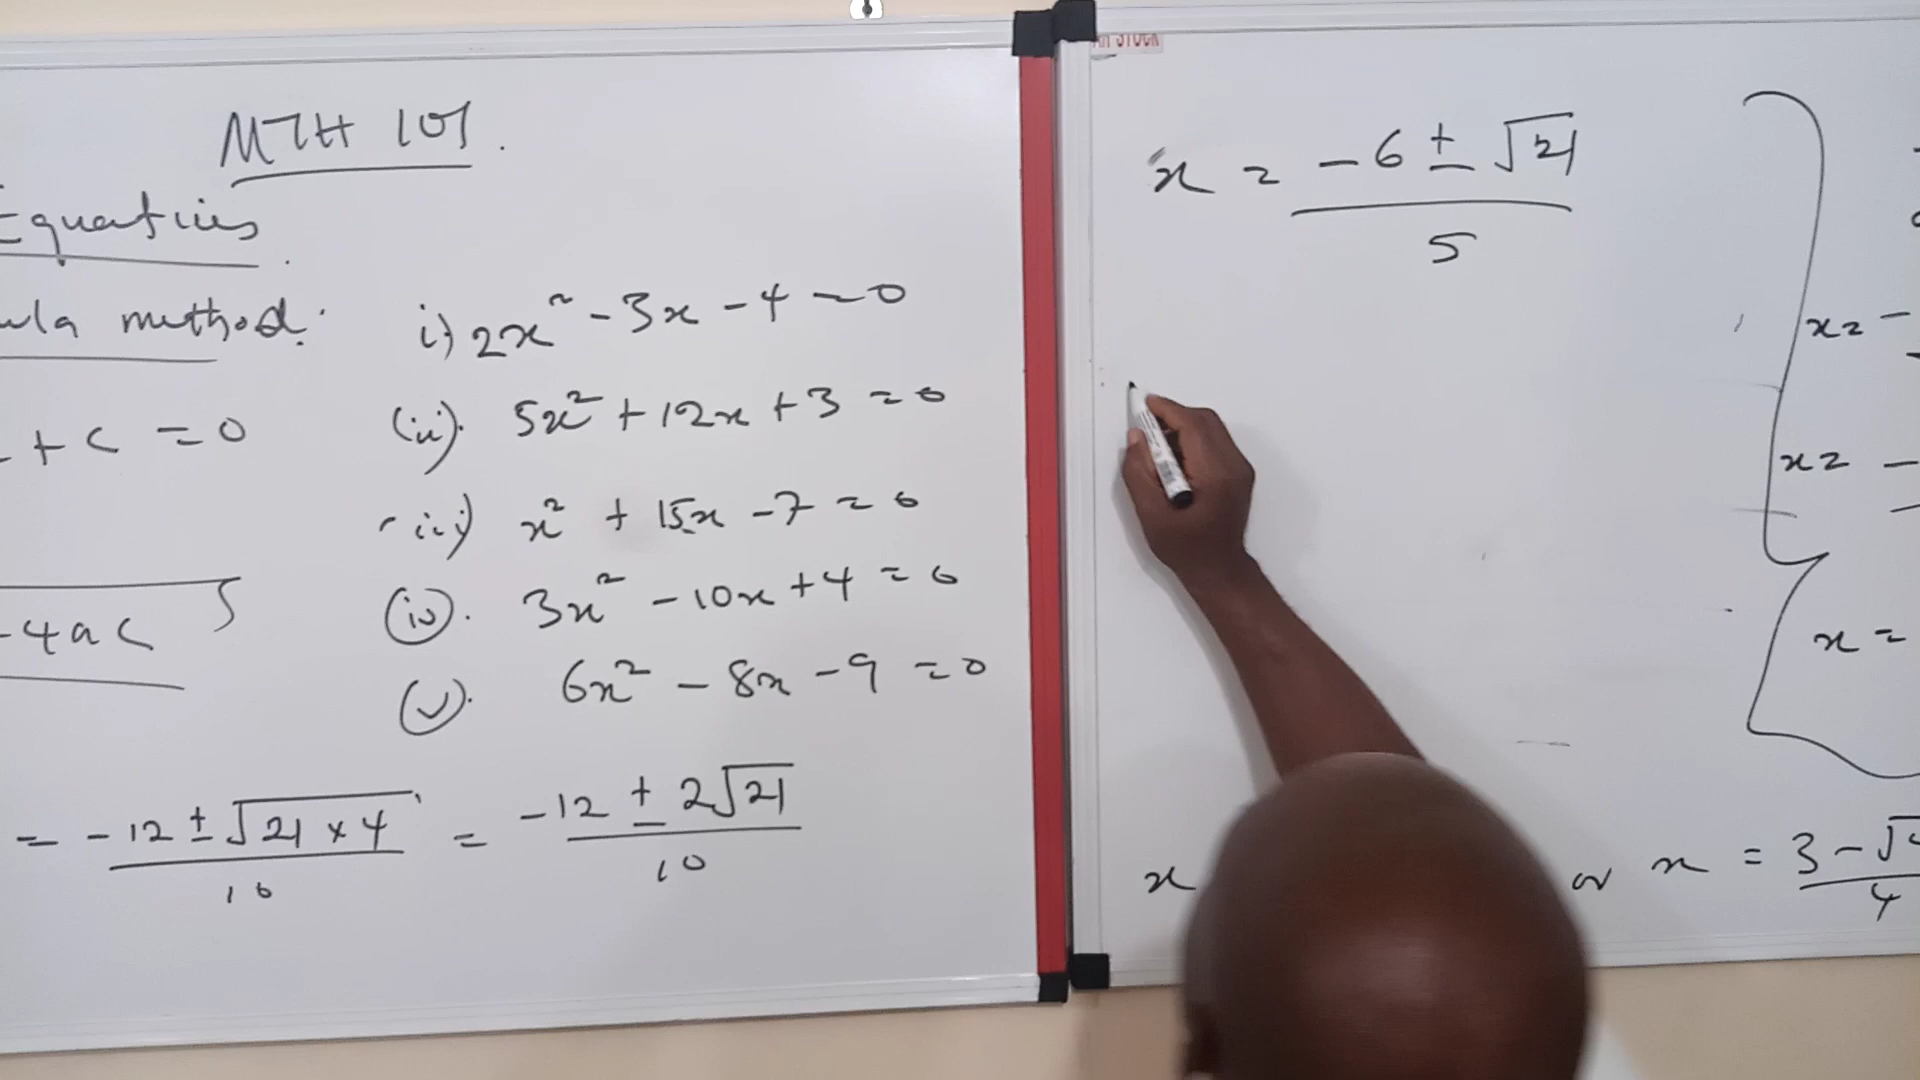 MTH 101.
Equations.
method:
+ c = 0
- 4ac
i) 2x² - 3x - 4 = 0
(ii). 5x² + 12x + 3 = 0
iii) x² + 15x - 7 = 0
(iv). 3x² - 10x + 4 = 0
(v). 6x² - 8x - 9 = 0
= -12 ± √21 x 4 / 10 = -12 ± 2√21 / 10
STOCK
x = -6 ± √21 / 5
x = -
x = -
x =
x
or x = 3 - √ / 4